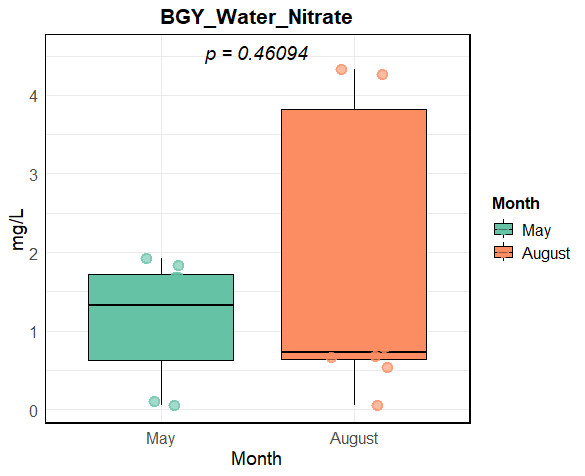 BGY_Water_Nitrate
p = 0.46094
mg/L
4
3
2
1
0
May
August
Month
Month
May
August